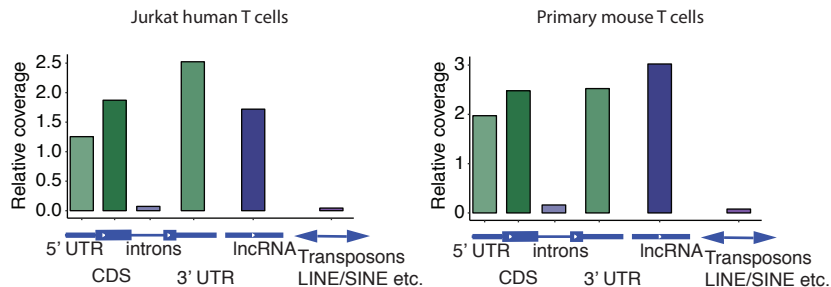 Jurkat human T cells
Relative coverage
2.5
2.0
1.5
1.0
0.5
0.0
5' UTR
CDS
introns
3' UTR
lncRNA
Transposons
LINE/SINE etc.
Primary mouse T cells
Relative coverage
3
2
1
0
5' UTR
CDS
introns
3' UTR
lncRNA
Transposons
LINE/SINE etc.